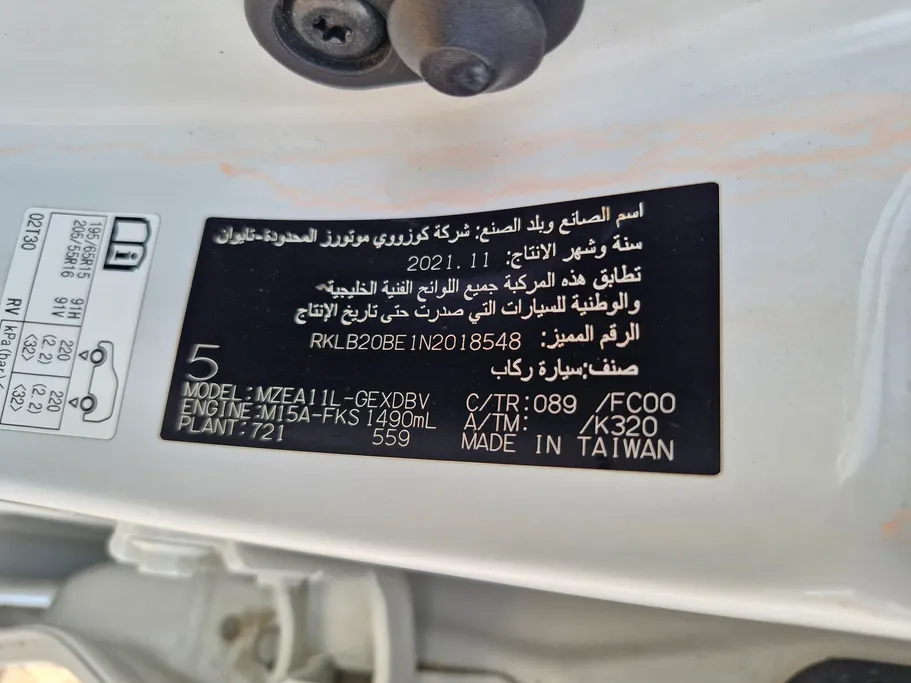 اسم الصانع وبلد الصنع: شركة كوزووي موتورز المحدودة-تايوان
سنة وشهر الانتاج: 2021.11
تطابق هذه المركبة جميع اللوائح الفنية الخليجية
والوطنية للسيارات التي صدرت حتى تاريخ الإنتاج
الرقم المميز: RKLB20BE1N2018548
صنف:سيارة ركاب
5
MODEL:MZEA11L-GEXDBV C/TR:089 /FC00
ENGINE:M15A-FKS 1490mL A/TM: /K320
PLANT:721 559 MADE IN TAIWAN
195/65R15 91H 220 (2.2) <32> 220 (2.2) <32>
205/55R16 91V
02T30 RV kPa(bar)